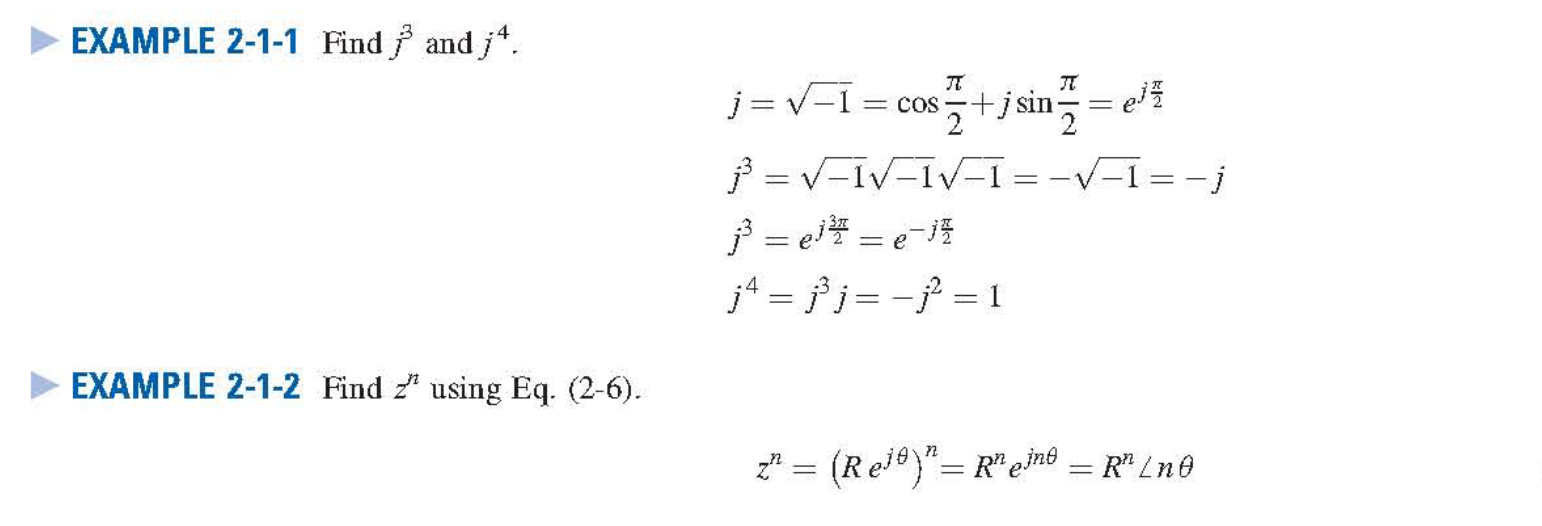 ▶ EXAMPLE 2-1-1 Find j³ and j⁴.
j = √−1 = cos π/2 + j sin π/2 = e^{jπ/2}
j³ = √−1√−1√−1 = −√−1 = −j
j³ = e^{j3π/2} = e^{−jπ/2}
j⁴ = j³j = −j² = 1
▶ EXAMPLE 2-1-2 Find zⁿ using Eq. (2-6).
zⁿ = (R e^{jθ})ⁿ = Rⁿe^{jnθ} = Rⁿ∠nθ